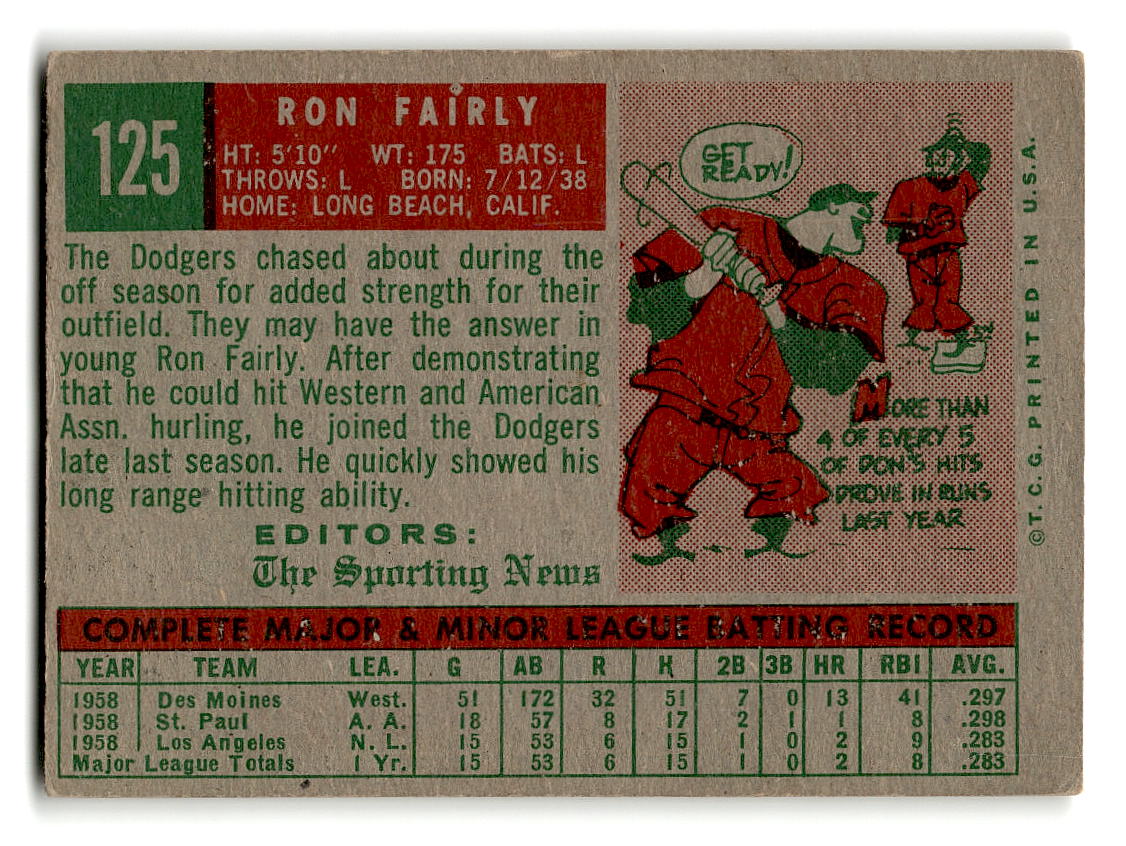 125
RON FAIRLY
HT: 5'10" WT: 175 BATS: L
THROWS: L BORN: 7/12/38
HOME: LONG BEACH, CALIF.
The Dodgers chased about during the
off season for added strength for their
outfield. They may have the answer in
young Ron Fairly. After demonstrating
that he could hit Western and American
Assn. hurling, he joined the Dodgers
late last season. He quickly showed his
long range hitting ability.
EDITORS:
The Sporting News
GET
READY!
MORE THAN
4 OF EVERY 5
OF RON'S HITS
DROVE IN RUNS
LAST YEAR
© T. C. G. PRINTED IN U.S.A.
COMPLETE MAJOR & MINOR LEAGUE BATTING RECORD
YEAR TEAM LEA. G AB R H 2B 3B HR RBI AVG.
1958 Des Moines West. 51 172 32 51 7 0 13 41 .297
1958 St. Paul A. A. 18 57 8 17 2 1 1 8 .298
1958 Los Angeles N. L. 15 53 6 15 1 0 2 9 .283
Major League Totals 1 Yr. 15 53 6 15 1 0 2 8 .283